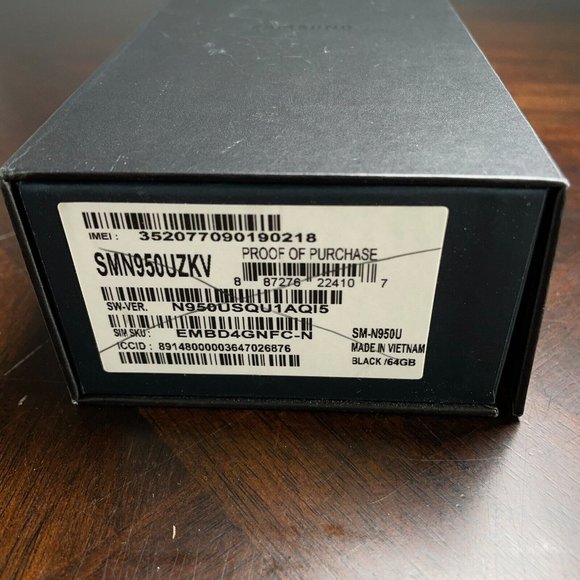 SAMSUNG
IMEI : 352077090190218
SMN950UZKV
PROOF OF PURCHASE
8 87276 22410 7
SW-VER. N950USQU1AQI5
SIM SKU : EMBD4GNFC-N
ICCID : 89148000003647026876
SM-N950U
MADE IN VIETNAM
BLACK /64GB